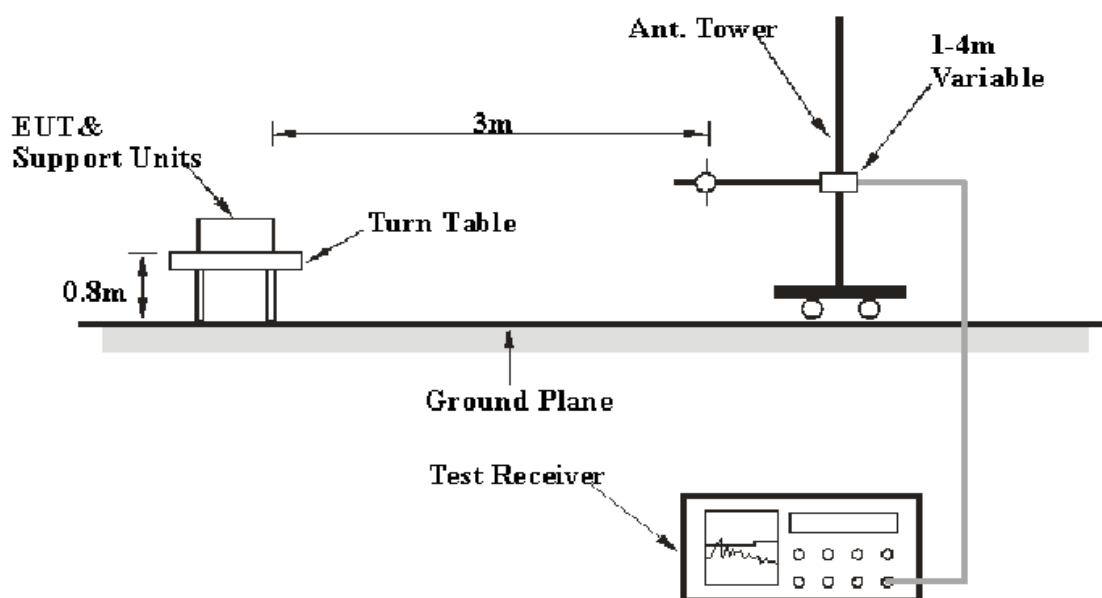 Ant. Tower
1-4m
Variable
3m
EUT&
Support Units
Turn Table
0.8m
Ground Plane
Test Receiver